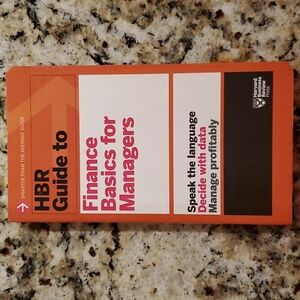 SMARTER THAN THE AVERAGE GUIDE
HBR
Guide to
Finance
Basics for
Managers
Speak the language
Decide with data
Manage profitably
Harvard
Business
Review
Press